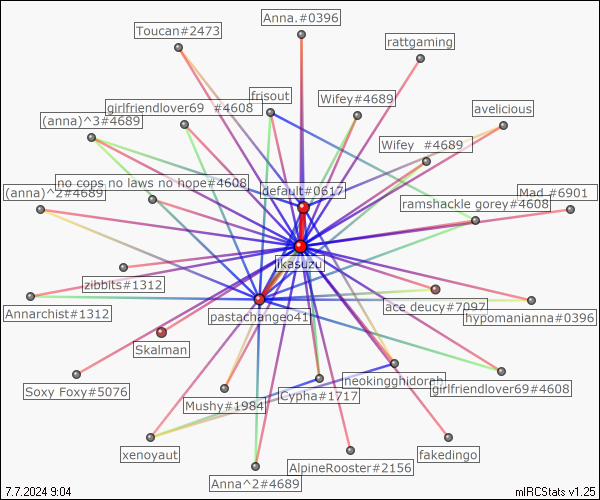 Anna.#0396
Toucan#2473
rattgaming
frisout
Wifey#4689
girlfriendlover69 #4608
avelicious
(anna)^3#4689
Wifey #4689
no cops no laws no hope#4608
default#0617
(anna)^2#4689
Mad #6901
ramshackle gorey#4608
ikasuzu
zibbits#1312
ace deucy#7097
Annarchist#1312
pastachangeo41
hypomanianna#0396
Skalman
neokingghidorah
Soxy Foxy#5076
girlfriendlover69#4608
Cypha#1717
Mushy#1984
xenoyaut
fakedingo
AlpineRooster#2156
Anna^2#4689
7.7.2024 9:04
mIRCStats v1.25